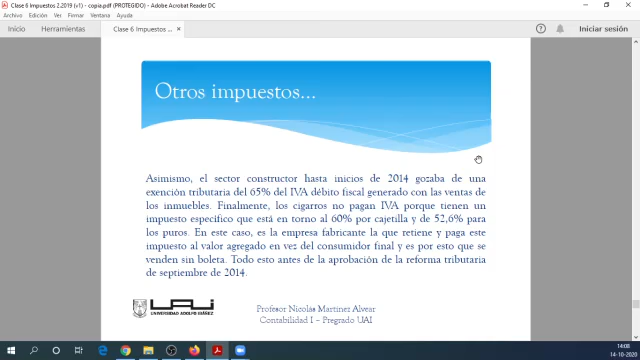 Clase 6 Impuestos 2.2019 (v1) - copia.pdf (PROTEGIDO) - Adobe Acrobat Reader DC
Archivo Edición Ver Firmar Ventana Ayuda
Inicio Herramientas Clase 6 Impuestos ... Iniciar sesión
Otros impuestos...
Asimismo, el sector constructor hasta inicios de 2014 gozaba de una
exención tributaria del 65% del IVA débito fiscal generado con las ventas de
los inmuebles. Finalmente, los cigarros no pagan IVA porque tienen un
impuesto específico que está en torno al 60% por cajetilla y de 52,6% para
los puros. En este caso, es la empresa fabricante la que retiene y paga este
impuesto al valor agregado en vez del consumidor final y es por esto que se
venden sin boleta. Todo esto antes de la aprobación de la reforma tributaria
de septiembre de 2014.
UAI
UNIVERSIDAD ADOLFO IBÁÑEZ
Profesor Nicolás Martínez Alvear
Contabilidad I – Pregrado UAI
14:08
14-10-2020